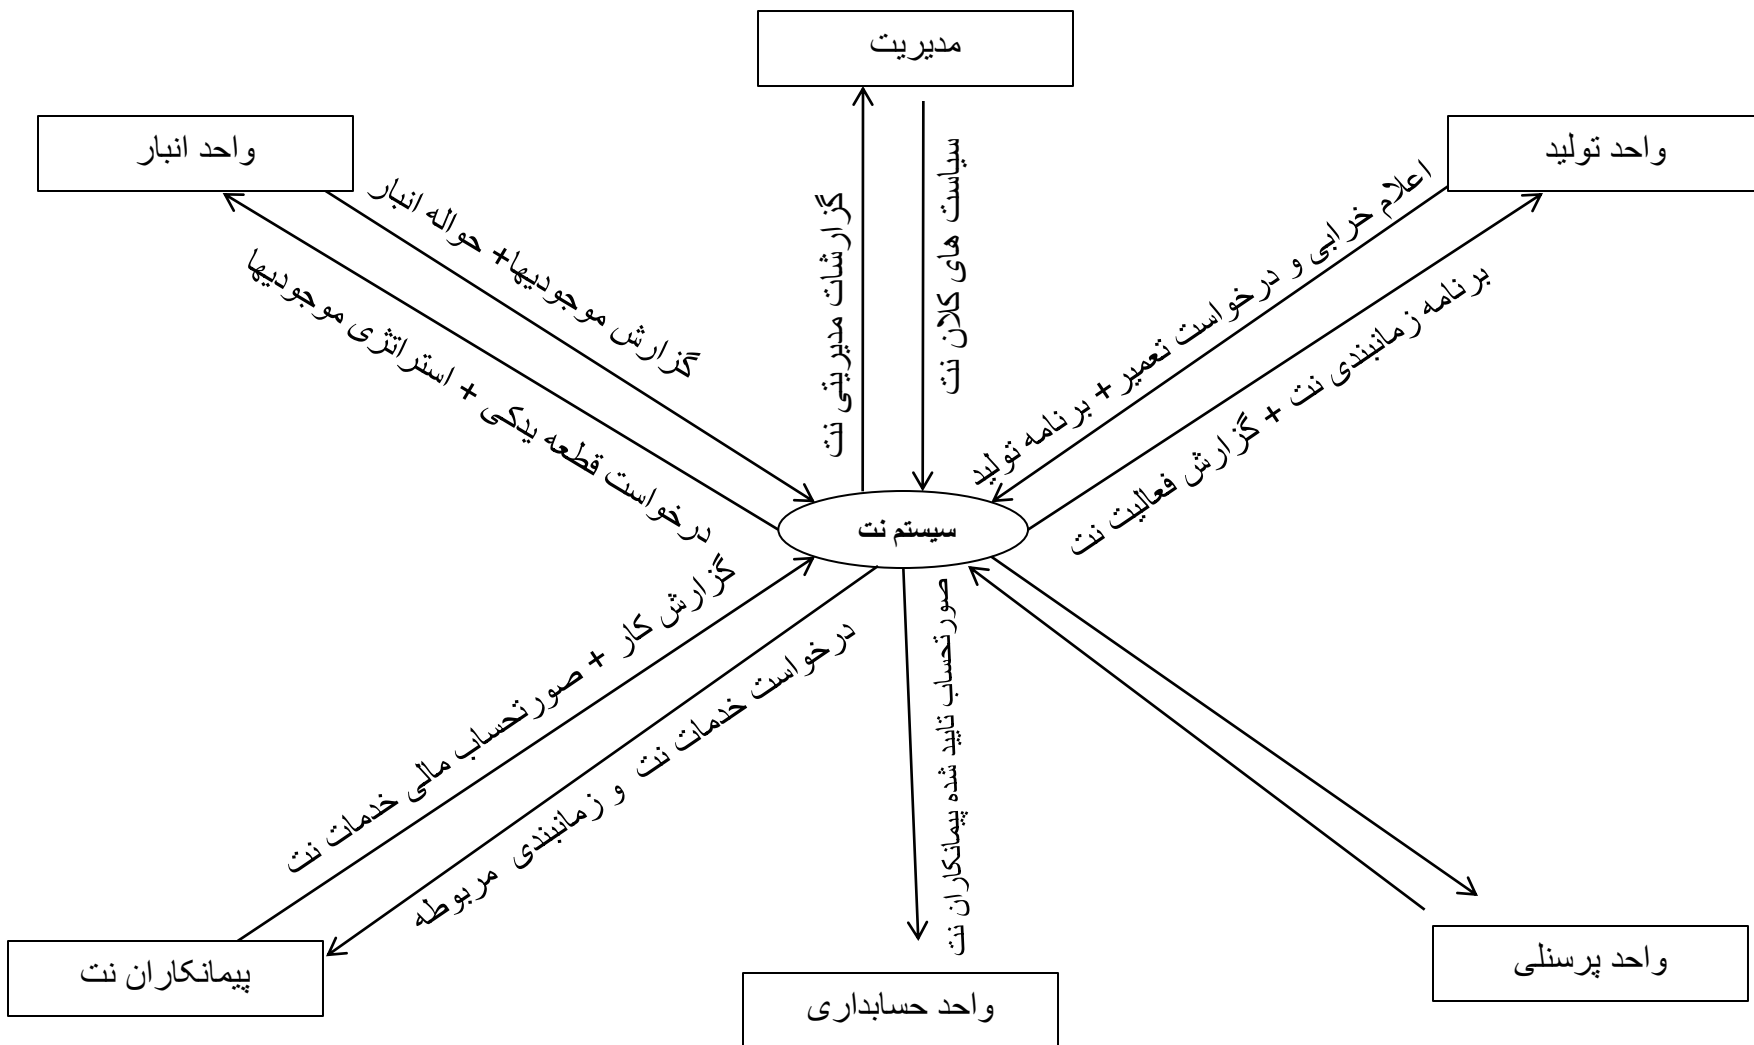 مدیریت
واحد انبار
واحد تولید
گزارش موجودیها+ حواله انبار
درخواست قطعه یدکی + استراتژی موجودیها
گزارشات مدیریتی نت
سیاست های کلان نت
اعلام خرابی و درخواست تعمیر + برنامه تولید
برنامه زمانبندی نت + گزارش فعالیت نت
سیستم نت
گزارش کار + صورتحساب مالی خدمات نت
درخواست خدمات نت و زمانبندی مربوطه
صورتحساب تایید شده پیمانکاران نت
پیمانکاران نت
واحد حسابداری
واحد پرسنلی